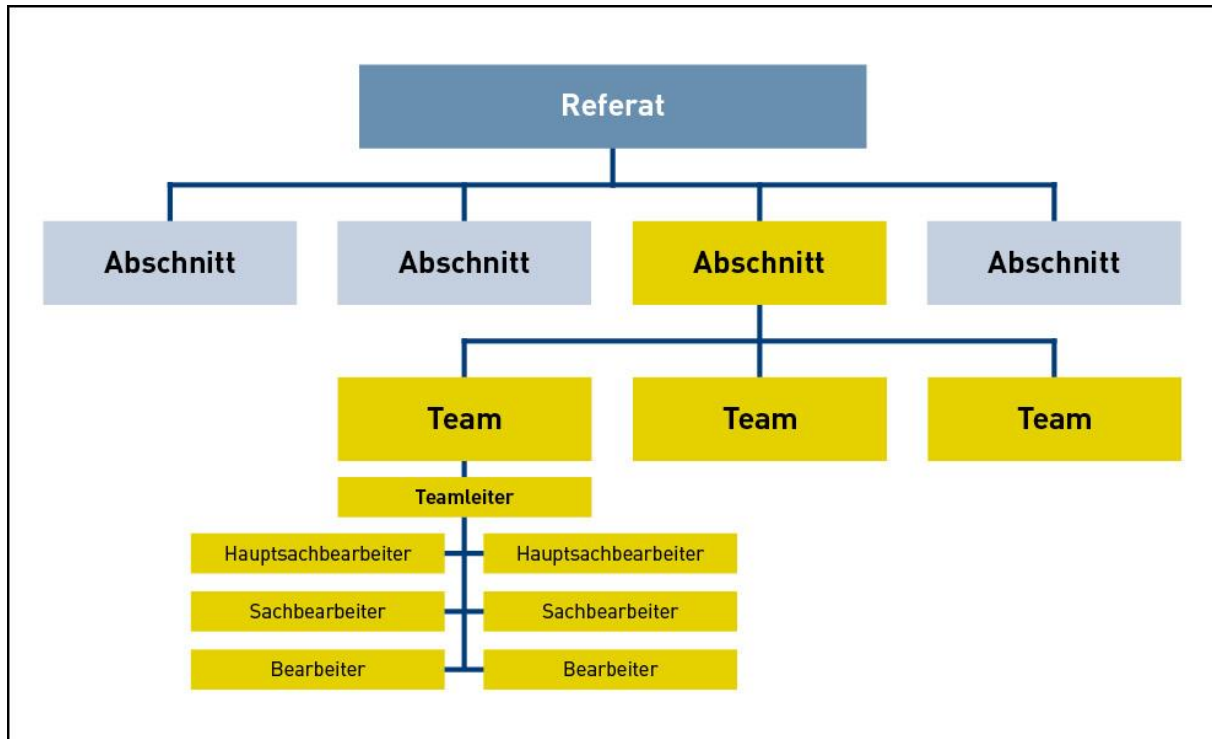 Referat
Abschnitt Abschnitt Abschnitt Abschnitt
Team Team Team
Teamleiter
Hauptsachbearbeiter Hauptsachbearbeiter
Sachbearbeiter Sachbearbeiter
Bearbeiter Bearbeiter